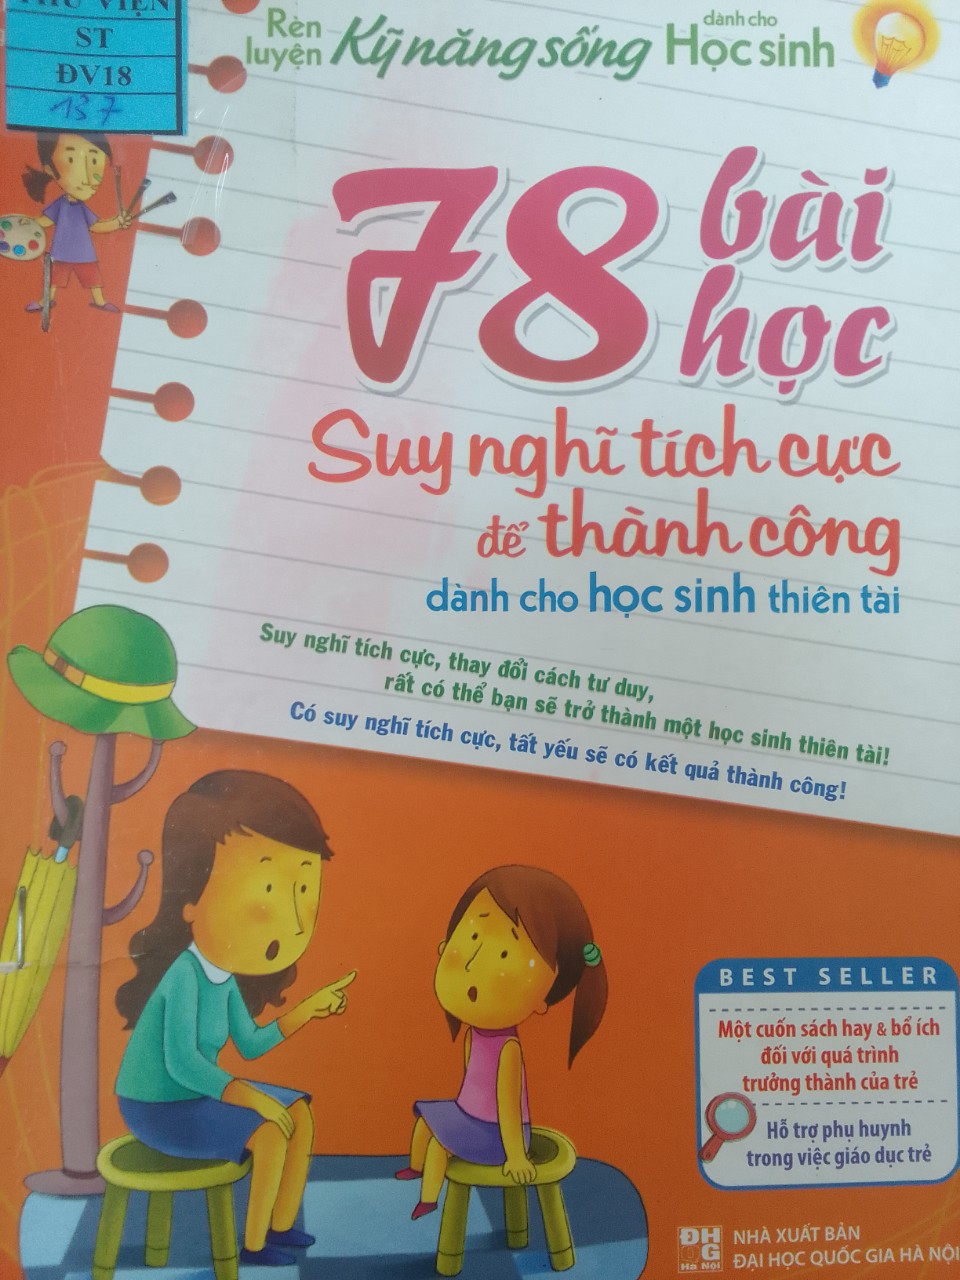 THƯ VIỆN
ST
ĐV18
137
Rèn luyện Kỹ năng sống dành cho Học sinh
78 bài học
Suy nghĩ tích cực
để thành công
dành cho học sinh thiên tài
Suy nghĩ tích cực, thay đổi cách tư duy,
rất có thể bạn sẽ trở thành một học sinh thiên tài!
Có suy nghĩ tích cực, tất yếu sẽ có kết quả thành công!
BEST SELLER
Một cuốn sách hay & bổ ích
đối với quá trình
trưởng thành của trẻ
Hỗ trợ phụ huynh
trong việc giáo dục trẻ
ĐHQG Hà Nội
NHÀ XUẤT BẢN
ĐẠI HỌC QUỐC GIA HÀ NỘI